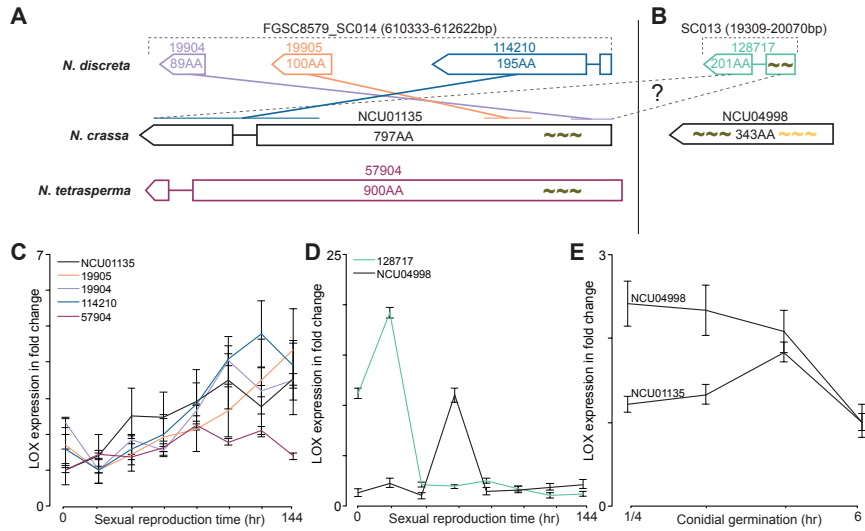 A
FGSC8579_SC014 (610333-612622bp)
B
SC013 (19309-20070bp)
19904
19905
114210
128717
N. discreta
89AA
100AA
195AA
201AA
~~
?
NCU01135
NCU04998
N. crassa
797AA
~~~
~~~ 343AA ~~~
57904
N. tetrasperma
900AA
~~~
C
LOX expression in fold change
7
0
NCU01135
19905
19904
114210
57904
0 Sexual reproduction time (hr) 144
D
LOX expression in fold change
25
0
128717
NCU04998
0 Sexual reproduction time (hr) 144
E
LOX expression in fold change
3
0
NCU04998
NCU01135
1/4 Conidial germination (hr) 6